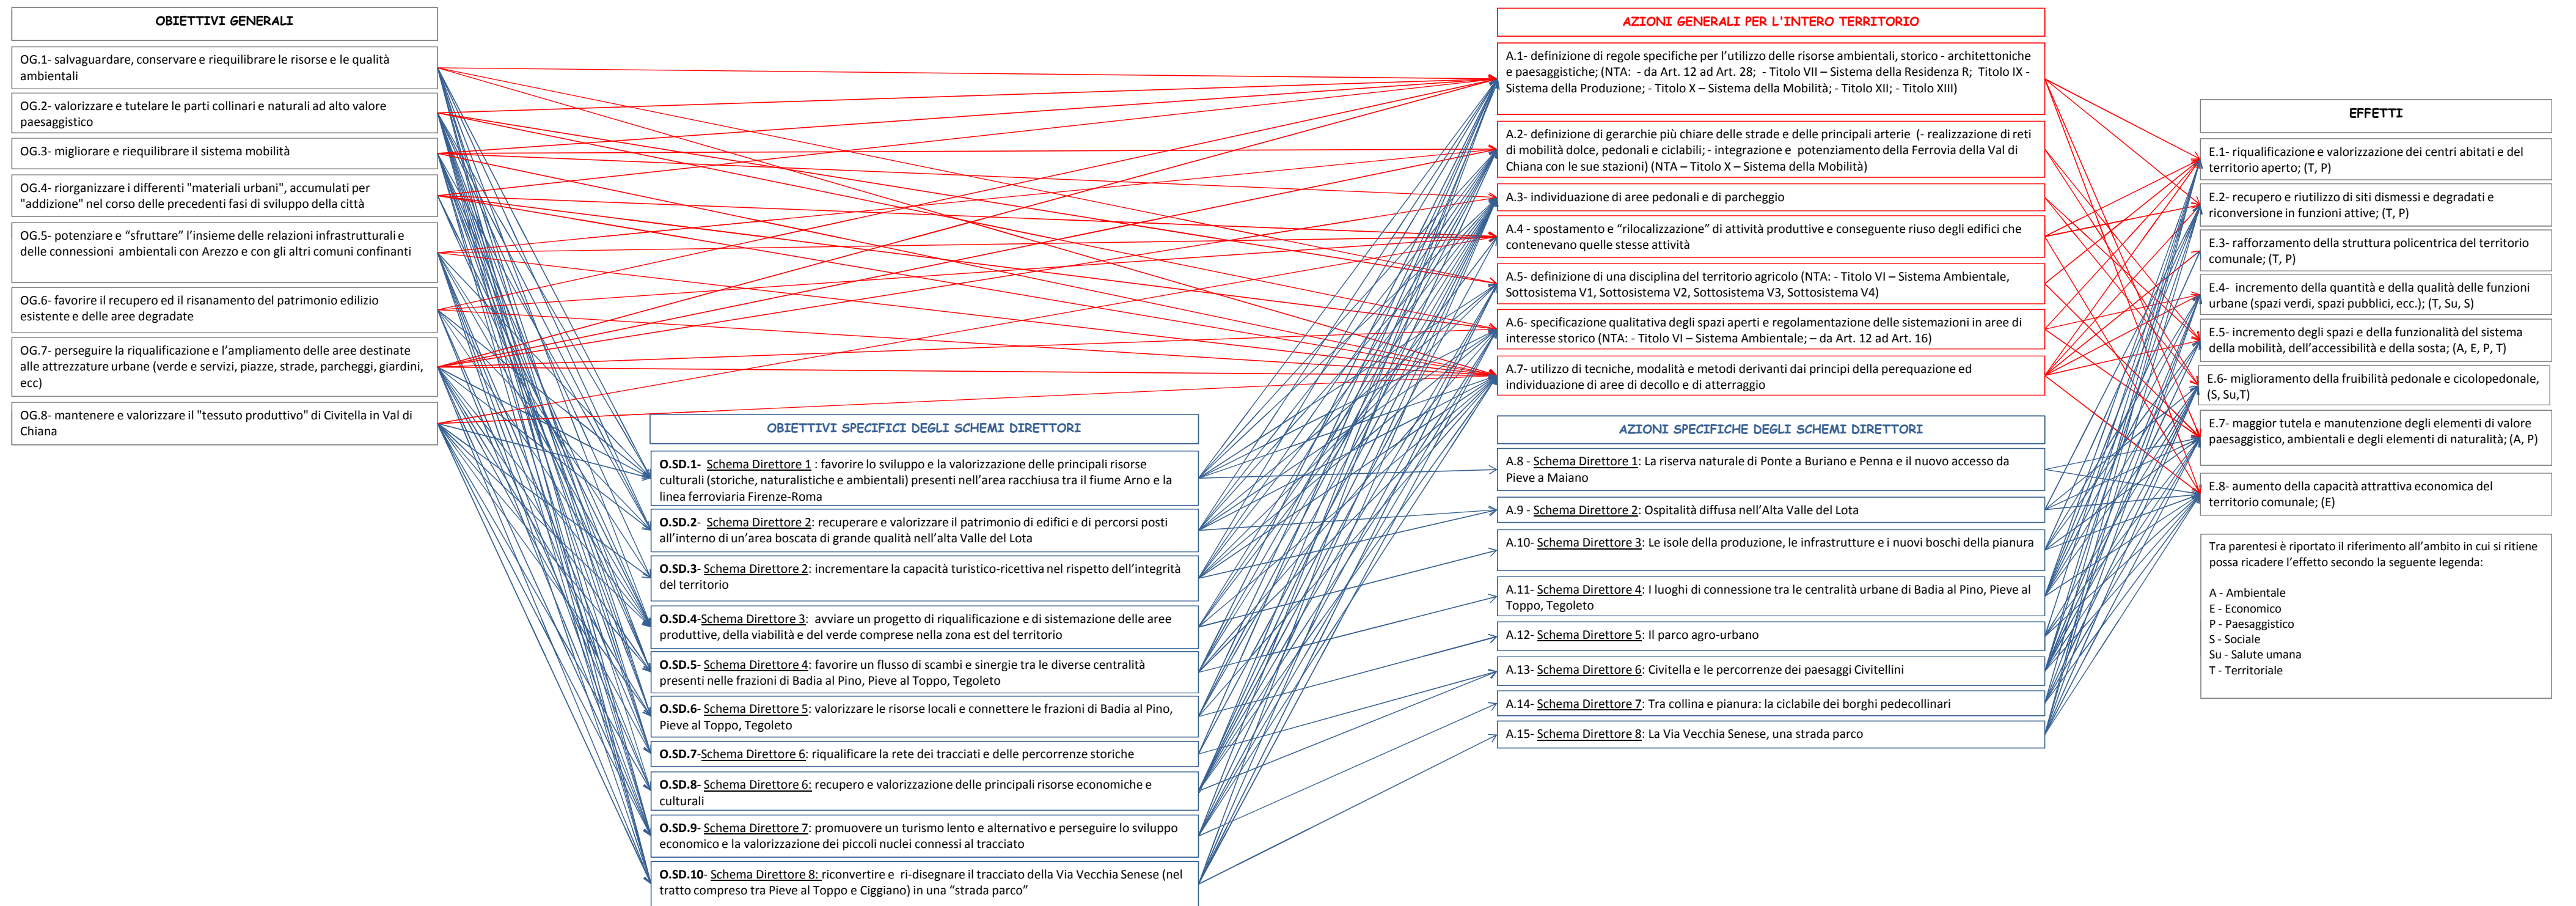 OBIETTIVI GENERALI
OG.1- salvaguardare, conservare e riequilibrare le risorse e le qualità
ambientali
OG.2- valorizzare e tutelare le parti collinari e naturali ad alto valore
paesaggistico
OG.3- migliorare e riequilibrare il sistema mobilità
OG.4- riorganizzare i differenti "materiali urbani", accumulati per
"addizione" nel corso delle precedenti fasi di sviluppo della città
OG.5- potenziare e “sfruttare” l’insieme delle relazioni infrastrutturali e
delle connessioni ambientali con Arezzo e con gli altri comuni confinanti
OG.6- favorire il recupero ed il risanamento del patrimonio edilizio
esistente e delle aree degradate
OG.7- perseguire la riqualificazione e l’ampliamento delle aree destinate
alle attrezzature urbane (verde e servizi, piazze, strade, parcheggi, giardini,
ecc)
OG.8- mantenere e valorizzare il "tessuto produttivo" di Civitella in Val di
Chiana
OBIETTIVI SPECIFICI DEGLI SCHEMI DIRETTORI
O.SD.1- Schema Direttore 1 : favorire lo sviluppo e la valorizzazione delle principali risorse
culturali (storiche, naturalistiche e ambientali) presenti nell’area racchiusa tra il fiume Arno e la
linea ferroviaria Firenze-Roma
O.SD.2- Schema Direttore 2: recuperare e valorizzare il patrimonio di edifici e di percorsi posti
all’interno di un’area boscata di grande qualità nell’alta Valle del Lota
O.SD.3- Schema Direttore 2: incrementare la capacità turistico-ricettiva nel rispetto dell’integrità
del territorio
O.SD.4-Schema Direttore 3: avviare un progetto di riqualificazione e di sistemazione delle aree
produttive, della viabilità e del verde comprese nella zona est del territorio
O.SD.5- Schema Direttore 4: favorire un flusso di scambi e sinergie tra le diverse centralità
presenti nelle frazioni di Badia al Pino, Pieve al Toppo, Tegoleto
O.SD.6- Schema Direttore 5: valorizzare le risorse locali e connettere le frazioni di Badia al Pino,
Pieve al Toppo, Tegoleto
O.SD.7-Schema Direttore 6: riqualificare la rete dei tracciati e delle percorrenze storiche
O.SD.8- Schema Direttore 6: recupero e valorizzazione delle principali risorse economiche e
culturali
O.SD.9- Schema Direttore 7: promuovere un turismo lento e alternativo e perseguire lo sviluppo
economico e la valorizzazione dei piccoli nuclei connessi al tracciato
O.SD.10- Schema Direttore 8: riconvertire e ri-disegnare il tracciato della Via Vecchia Senese (nel
tratto compreso tra Pieve al Toppo e Ciggiano) in una “strada parco”
AZIONI GENERALI PER L'INTERO TERRITORIO
A.1- definizione di regole specifiche per l’utilizzo delle risorse ambientali, storico - architettoniche
e paesaggistiche; (NTA: - da Art. 12 ad Art. 28; - Titolo VII – Sistema della Residenza R; Titolo IX -
Sistema della Produzione; - Titolo X – Sistema della Mobilità; - Titolo XII; - Titolo XIII)
A.2- definizione di gerarchie più chiare delle strade e delle principali arterie (- realizzazione di reti
di mobilità dolce, pedonali e ciclabili; - integrazione e potenziamento della Ferrovia della Val di
Chiana con le sue stazioni) (NTA – Titolo X – Sistema della Mobilità)
A.3- individuazione di aree pedonali e di parcheggio
A.4 - spostamento e “rilocalizzazione” di attività produttive e conseguente riuso degli edifici che
contenevano quelle stesse attività
A.5- definizione di una disciplina del territorio agricolo (NTA: - Titolo VI – Sistema Ambientale,
Sottosistema V1, Sottosistema V2, Sottosistema V3, Sottosistema V4)
A.6- specificazione qualitativa degli spazi aperti e regolamentazione delle sistemazioni in aree di
interesse storico (NTA: - Titolo VI – Sistema Ambientale; – da Art. 12 ad Art. 16)
A.7- utilizzo di tecniche, modalità e metodi derivanti dai principi della perequazione ed
individuazione di aree di decollo e di atterraggio
AZIONI SPECIFICHE DEGLI SCHEMI DIRETTORI
A.8 - Schema Direttore 1: La riserva naturale di Ponte a Buriano e Penna e il nuovo accesso da
Pieve a Maiano
A.9 - Schema Direttore 2: Ospitalità diffusa nell’Alta Valle del Lota
A.10- Schema Direttore 3: Le isole della produzione, le infrastrutture e i nuovi boschi della pianura
A.11- Schema Direttore 4: I luoghi di connessione tra le centralità urbane di Badia al Pino, Pieve al
Toppo, Tegoleto
A.12- Schema Direttore 5: Il parco agro-urbano
A.13- Schema Direttore 6: Civitella e le percorrenze dei paesaggi Civitellini
A.14- Schema Direttore 7: Tra collina e pianura: la ciclabile dei borghi pedecollinari
A.15- Schema Direttore 8: La Via Vecchia Senese, una strada parco
EFFETTI
E.1- riqualificazione e valorizzazione dei centri abitati e del
territorio aperto; (T, P)
E.2- recupero e riutilizzo di siti dismessi e degradati e
riconversione in funzioni attive; (T, P)
E.3- rafforzamento della struttura policentrica del territorio
comunale; (T, P)
E.4- incremento della quantità e della qualità delle funzioni
urbane (spazi verdi, spazi pubblici, ecc.); (T, Su, S)
E.5- incremento degli spazi e della funzionalità del sistema
della mobilità, dell’accessibilità e della sosta; (A, E, P, T)
E.6- miglioramento della fruibilità pedonale e cicolopedonale,
(S, Su,T)
E.7- maggior tutela e manutenzione degli elementi di valore
paesaggistico, ambientali e degli elementi di naturalità; (A, P)
E.8- aumento della capacità attrattiva economica del
territorio comunale; (E)
Tra parentesi è riportato il riferimento all’ambito in cui si ritiene
possa ricadere l’effetto secondo la seguente legenda:
A - Ambientale
E - Economico
P - Paesaggistico
S - Sociale
Su - Salute umana
T - Territoriale